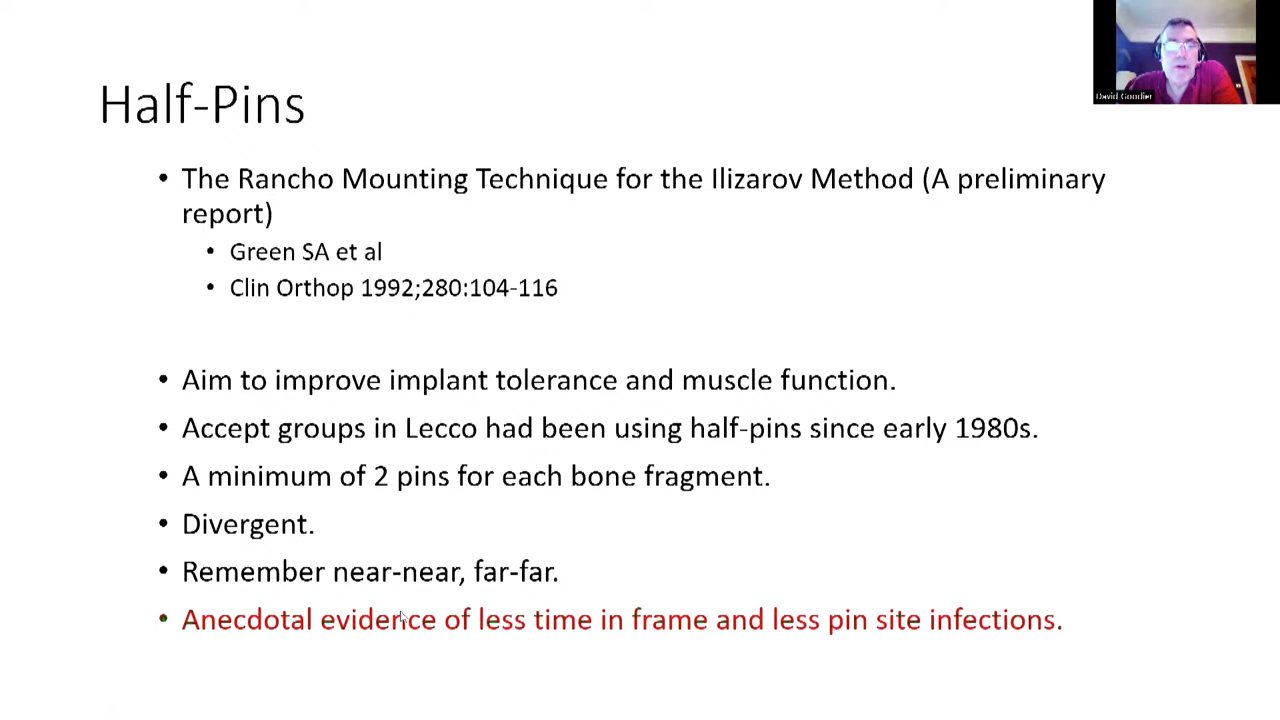 David Goodier
Half-Pins
• The Rancho Mounting Technique for the Ilizarov Method (A preliminary
report)
• Green SA et al
• Clin Orthop 1992;280:104-116
• Aim to improve implant tolerance and muscle function.
• Accept groups in Lecco had been using half-pins since early 1980s.
• A minimum of 2 pins for each bone fragment.
• Divergent.
• Remember near-near, far-far.
• Anecdotal evidence of less time in frame and less pin site infections.